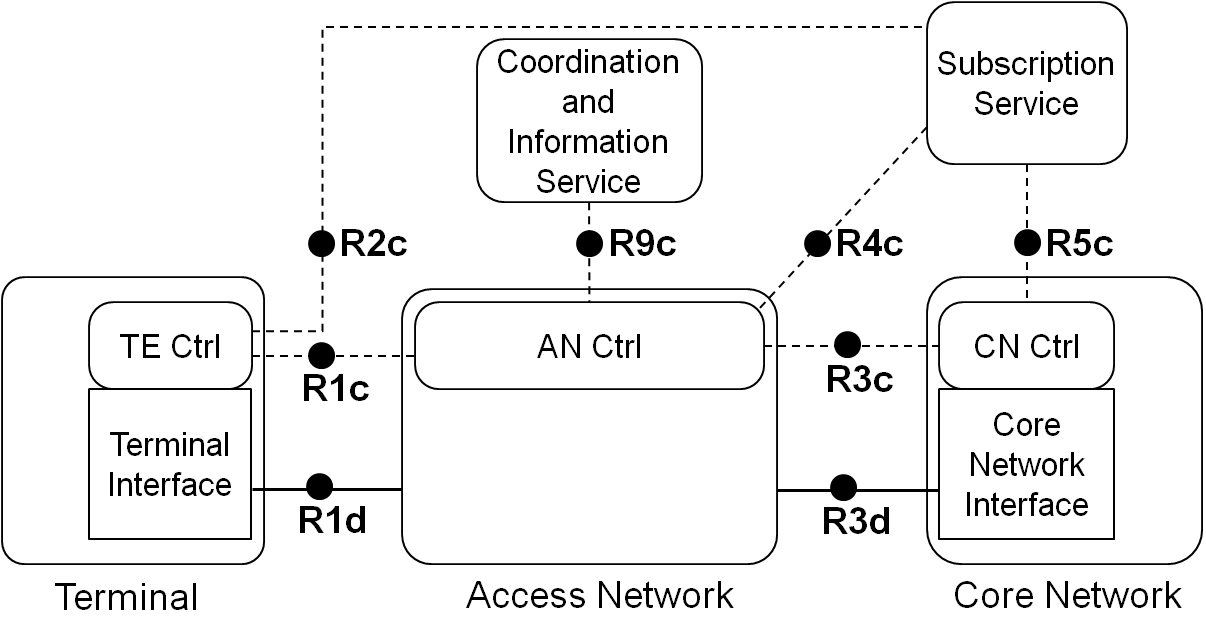 Coordination
and
Information
Service
Subscription
Service
R2c
R9c
R4c
R5c
TE Ctrl
AN Ctrl
CN Ctrl
R1c
R3c
Terminal
Interface
Core
Network
Interface
R1d
R3d
Terminal
Access Network
Core Network